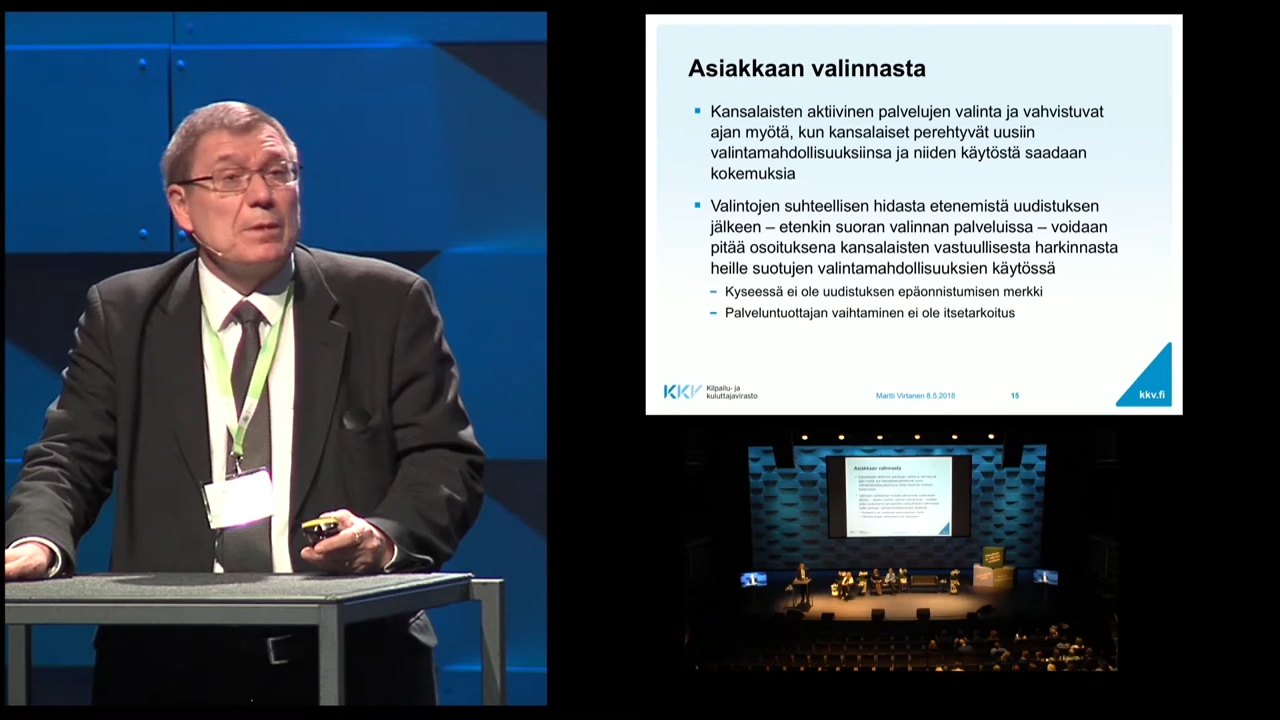 Asiakkaan valinnasta
Kansalaisten aktiivinen palvelujen valinta ja vahvistuvat
ajan myötä, kun kansalaiset perehtyvät uusiin
valintamahdollisuuksiinsa ja niiden käytöstä saadaan
kokemuksia
Valintojen suhteellisen hidasta etenemistä uudistuksen
jälkeen – etenkin suoran valinnan palveluissa – voidaan
pitää osoituksena kansalaisten vastuullisesta harkinnasta
heille suotujen valintamahdollisuuksien käytössä
– Kyseessä ei ole uudistuksen epäonnistumisen merkki
– Palveluntuottajan vaihtaminen ei ole itsetarkoitus
KKV Kilpailu- ja
kuluttajavirasto
Martti Virtanen 8.5.2018
15
kkv.fi
Asiakkaan valinnasta